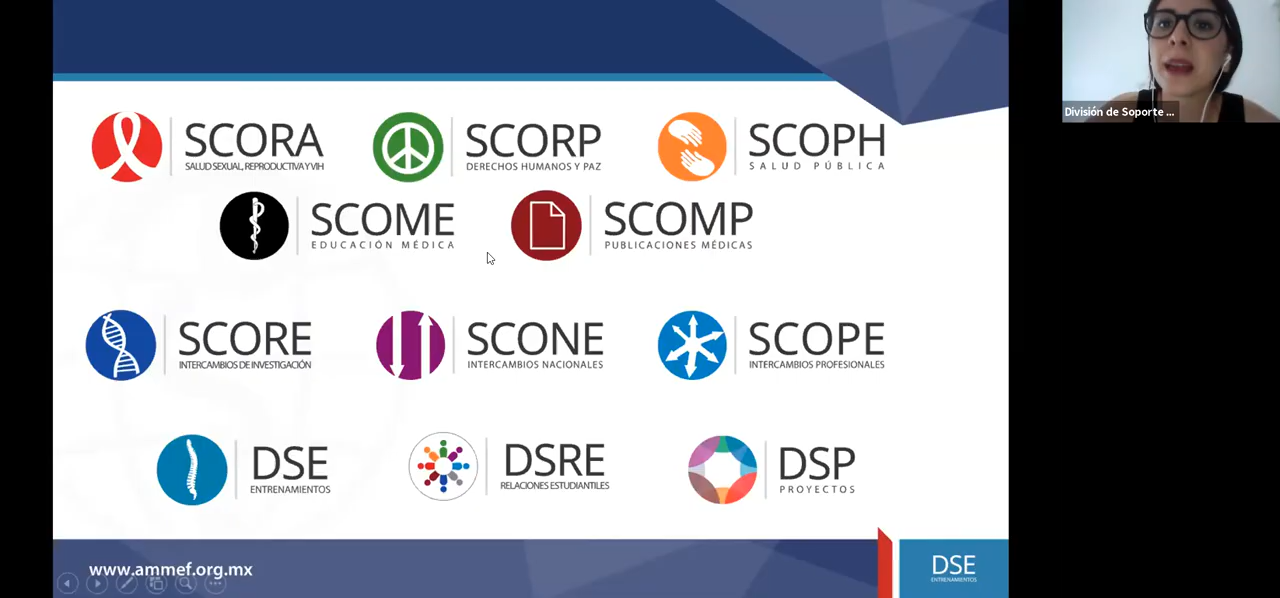 División de Soporte ...
SCORA
SALUD SEXUAL, REPRODUCTIVA Y VIH
SCORP
DERECHOS HUMANOS Y PAZ
SCOPH
SALUD PÚBLICA
SCOME
EDUCACIÓN MÉDICA
SCOMP
PUBLICACIONES MÉDICAS
SCORE
INTERCAMBIOS DE INVESTIGACIÓN
SCONE
INTERCAMBIOS NACIONALES
SCOPE
INTERCAMBIOS PROFESIONALES
DSE
ENTRENAMIENTOS
DSRE
RELACIONES ESTUDIANTILES
DSP
PROYECTOS
www.ammef.org.mx
DSE
ENTRENAMIENTOS